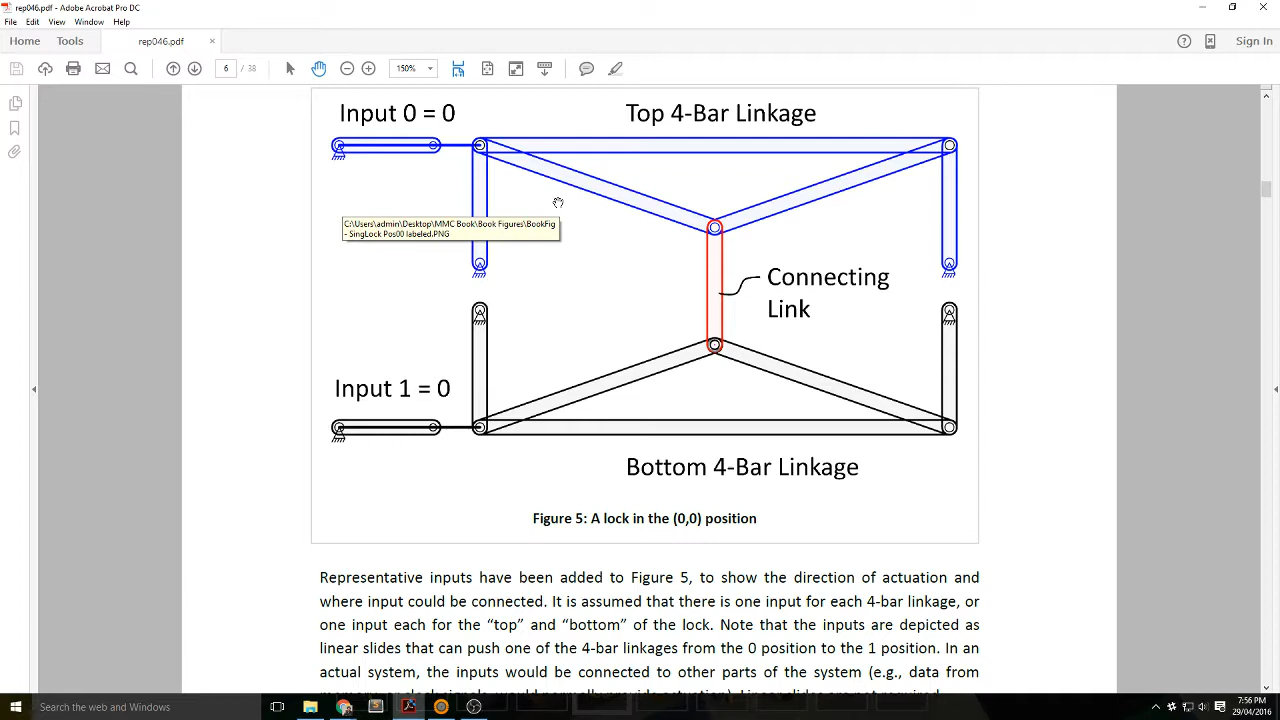 rep046.pdf - Adobe Acrobat Pro DC
File Edit View Window Help
Home Tools rep046.pdf × Sign In
6 / 38 150%
Input 0 = 0 Top 4-Bar Linkage
C:\Users\admin\Desktop\MMC Book\Book Figures\BookFig
- SingLock Pos00 labeled.PNG
Connecting
Link
Input 1 = 0
Bottom 4-Bar Linkage
Figure 5: A lock in the (0,0) position
Representative inputs have been added to Figure 5, to show the direction of actuation and
where input could be connected. It is assumed that there is one input for each 4-bar linkage, or
one input each for the “top” and “bottom” of the lock. Note that the inputs are depicted as
linear slides that can push one of the 4-bar linkages from the 0 position to the 1 position. In an
actual system, the inputs would be connected to other parts of the system (e.g., data from
Search the web and Windows
7:56 PM
29/04/2016